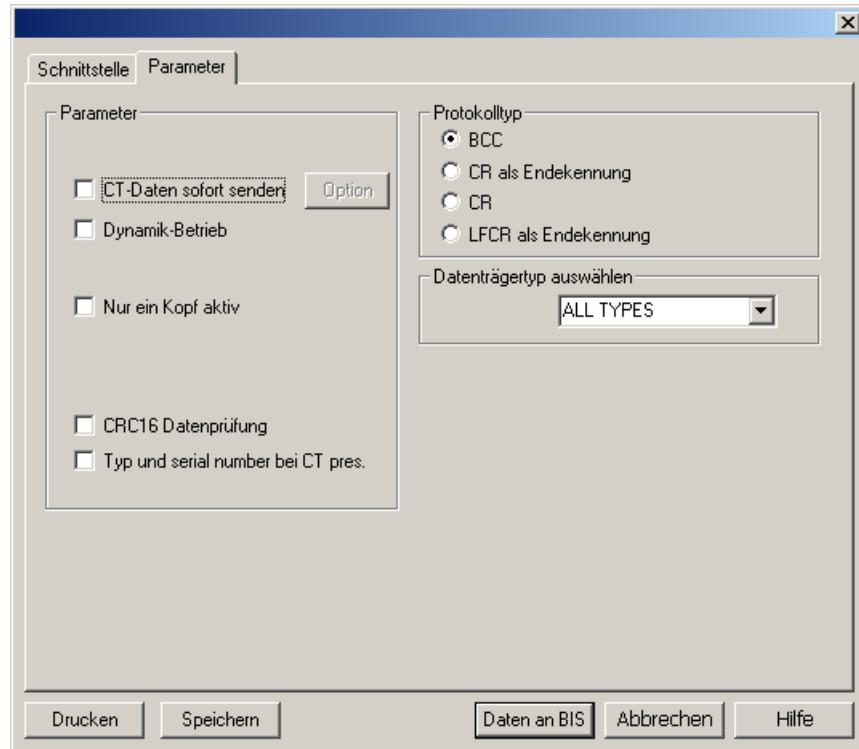 Schnittstelle Parameter
Parameter
CT-Daten sofort senden Option
Dynamik-Betrieb
Nur ein Kopf aktiv
CRC16 Datenprüfung
Typ und serial number bei CT pres.
Protokolltyp
BCC
CR als Endekennung
CR
LFCR als Endekennung
Datenträgertyp auswählen
ALL TYPES
Drucken Speichern Daten an BIS Abbrechen Hilfe